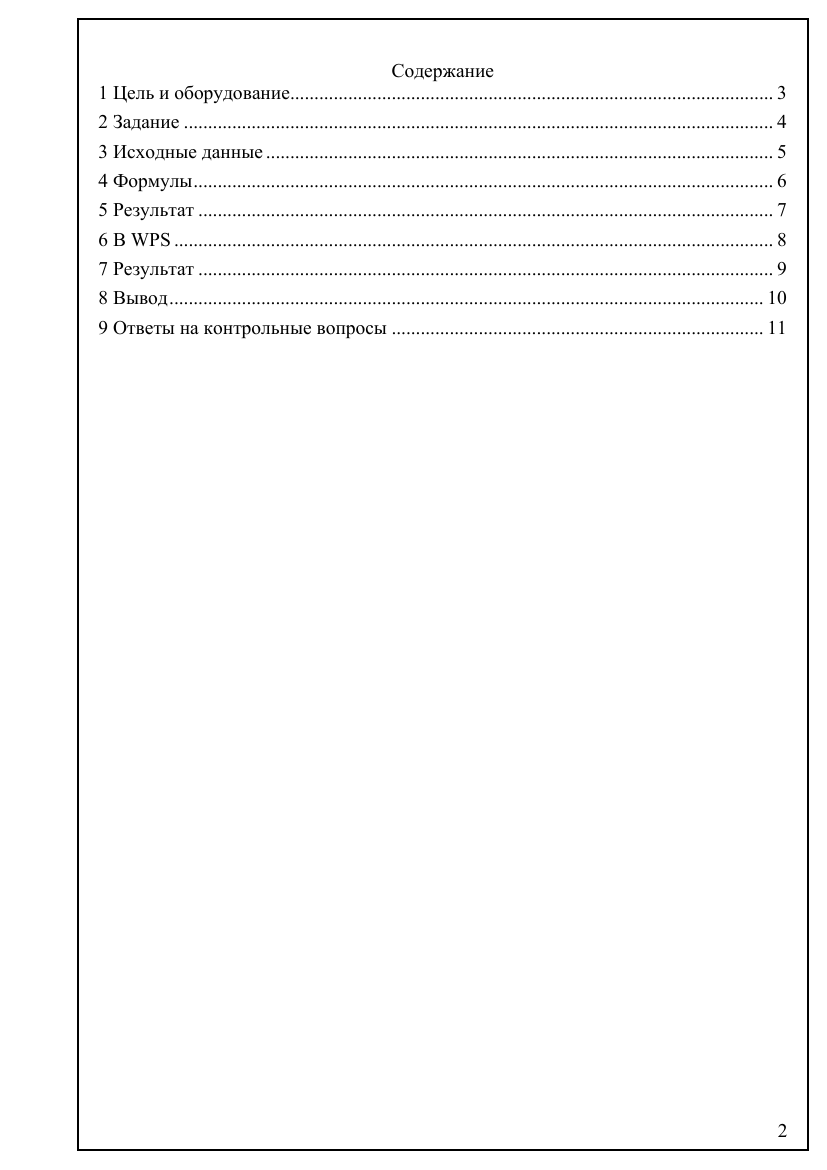 Содержание
1 Цель и оборудование.................................................................................................... 3
2 Задание .......................................................................................................................... 4
3 Исходные данные ......................................................................................................... 5
4 Формулы........................................................................................................................ 6
5 Результат ....................................................................................................................... 7
6 В WPS ............................................................................................................................ 8
7 Результат ....................................................................................................................... 9
8 Вывод........................................................................................................................... 10
9 Ответы на контрольные вопросы ............................................................................. 11
2